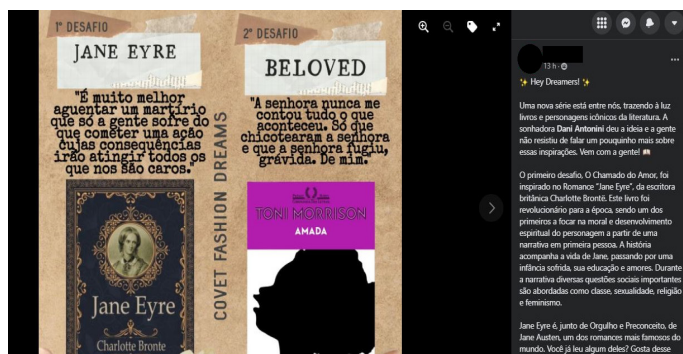 1º DESAFIO
JANE EYRE
"É muito melhor
aguentar um martírio
que só a gente sofre do
que cometer uma ação
cujas consequências
irão atingir todos os
que nos são caros."
Jane Eyre
Charlotte Bronte
COVET FASHION DREAMS
2º DESAFIO
BELOVED
"A senhora nunca me
contou tudo o que
aconteceu. Só que
chicotearam a senhora
e que a senhora fugiu,
grávida. De mim."
TONI MORRISON
AMADA
13 h ·
✨ Hey Dreamers! ✨
Uma nova série está entre nós, trazendo à luz
livros e personagens icônicos da literatura. A
sonhadora Dani Antonini deu a ideia e a gente
não resistiu de falar um pouquinho mais sobre
essas inspirações. Vem com a gente! 📖
O primeiro desafio, O Chamado do Amor, foi
inspirado no Romance "Jane Eyre", da escritora
britânica Charlotte Brontë. Este livro foi
revolucionário para a época, sendo um dos
primeiros a focar na moral e desenvolvimento
espiritual do personagem a partir de uma
narrativa em primeira pessoa. A história
acompanha a vida de Jane, passando por uma
infância sofrida, sua educação e amores. Durante
a narrativa diversas questões sociais importantes
são abordadas como classe, sexualidade, religião
e feminismo.
Jane Eyre é, junto de Orgulho e Preconceito, de
Jane Austen, um dos romances mais famosos do
mundo. Você já leu algum deles? Gosta desse